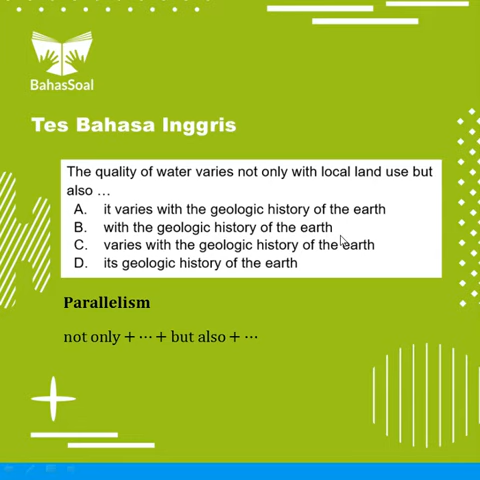 BahasSoal
Tes Bahasa Inggris
The quality of water varies not only with local land use but
also …
A. it varies with the geologic history of the earth
B. with the geologic history of the earth
C. varies with the geologic history of the earth
D. its geologic history of the earth
Parallelism
not only + ⋯ + but also + ⋯